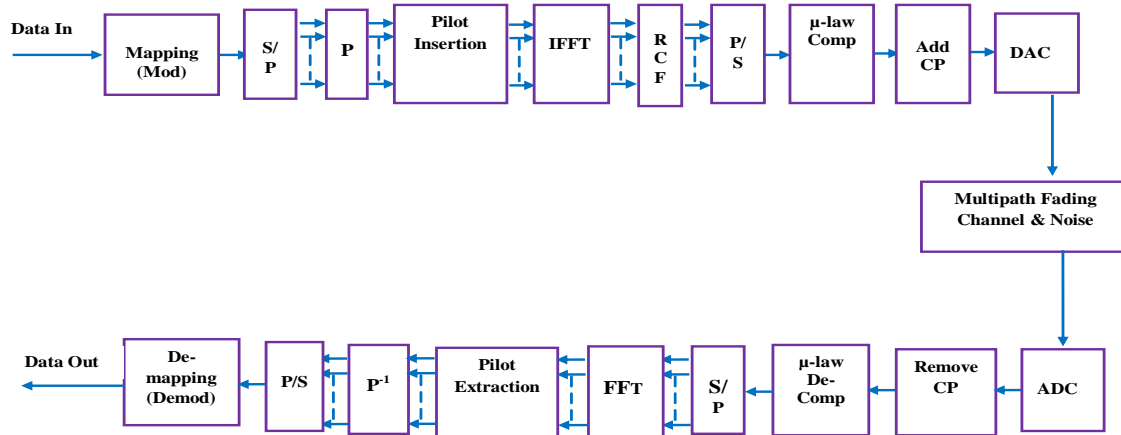 Data In
Mapping
(Mod)
S/
P
P
Pilot
Insertion
IFFT
R
C
F
P/
S
µ-law
Comp
Add
CP
DAC
Multipath Fading
Channel & Noise
Data Out
De-
mapping
(Demod)
P/S
P-1
Pilot
Extraction
FFT
S/
P
µ-law
De-
Comp
Remove
CP
ADC